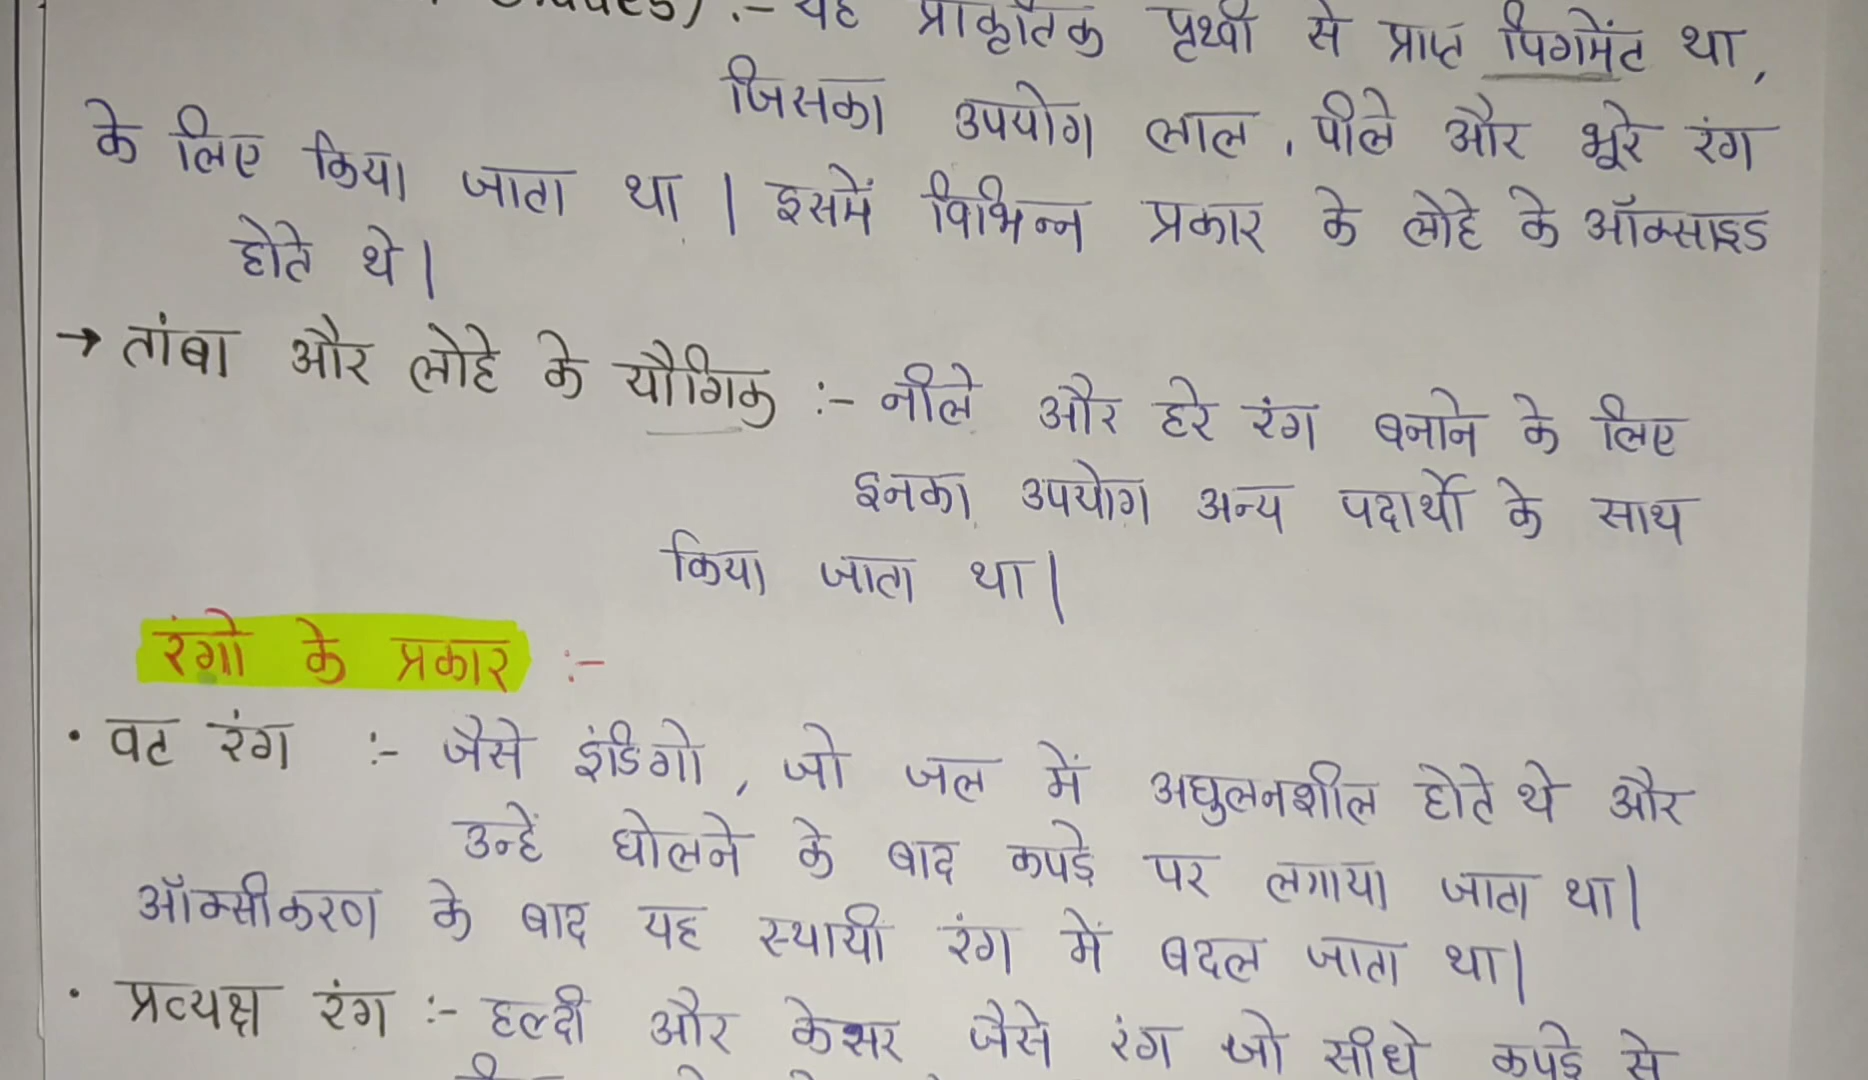 :- यह प्राकृतिक पृथ्वी से प्राप्त पिगमेंट था,
जिसका उपयोग लाल, पीले और भूरे रंग
के लिए किया जाता था। इसमें विभिन्न प्रकार के लोहे के ऑक्साइड
होते थे।
→ तांबा और लोहे के यौगिक :- नीले और हरे रंग बनाने के लिए
इनका उपयोग अन्य पदार्थो के साथ
किया जाता था।
रंगो के प्रकार :-
• वट रंग :- जैसे इंडिगो, जो जल में अघुलनशील होते थे और
उन्हें घोलने के बाद कपड़े पर लगाया जाता था।
ऑक्सीकरण के बाद यह स्थायी रंग में बदल जाता था।
• प्रत्यक्ष रंग :- हल्दी और केसर जैसे रंग जो सीधे कपड़े से